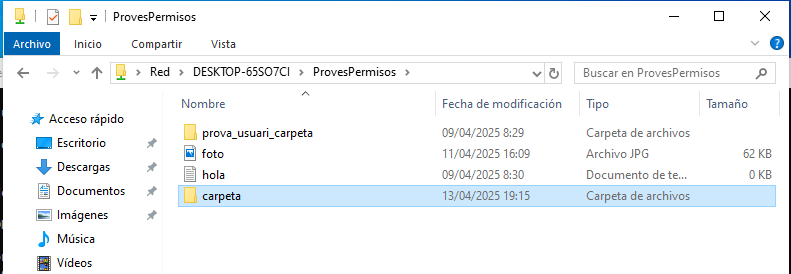 ProvesPermisos
Archivo Inicio Compartir Vista
Red DESKTOP-65SO7CI ProvesPermisos Buscar en ProvesPermisos
Nombre Fecha de modificación Tipo Tamaño
Acceso rápido
Escritorio
Descargas
Documentos
Imágenes
Música
Vídeos
prova_usuari_carpeta 09/04/2025 8:29 Carpeta de archivos
foto 11/04/2025 16:09 Archivo JPG 62 KB
hola 09/04/2025 8:30 Documento de te... 0 KB
carpeta 13/04/2025 19:15 Carpeta de archivos